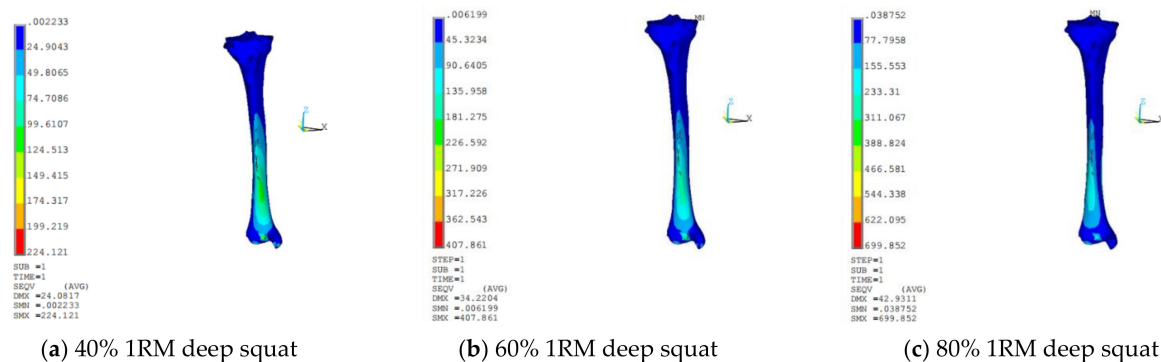 .002233
24.9043
49.8065
74.7086
99.6107
124.513
149.415
174.317
199.219
224.121
SUB =1
TIME=1
SEQV (AVG)
DMX =24.0817
SMN =.002233
SMX =224.121
Z
X
(a) 40% 1RM deep squat
.006199
45.3234
90.6405
135.958
181.275
226.592
271.909
317.226
362.543
407.861
STEP=1
SUB =1
TIME=1
SEQV (AVG)
DMX =34.2204
SMN =.006199
SMX =407.861
MN
Z
X
(b) 60% 1RM deep squat
.038752
77.7958
155.553
233.31
311.067
388.824
466.581
544.338
622.095
699.852
STEP=1
SUB =1
TIME=1
SEQV (AVG)
DMX =42.9311
SMN =.038752
SMX =699.852
MN
Z
X
(c) 80% 1RM deep squat